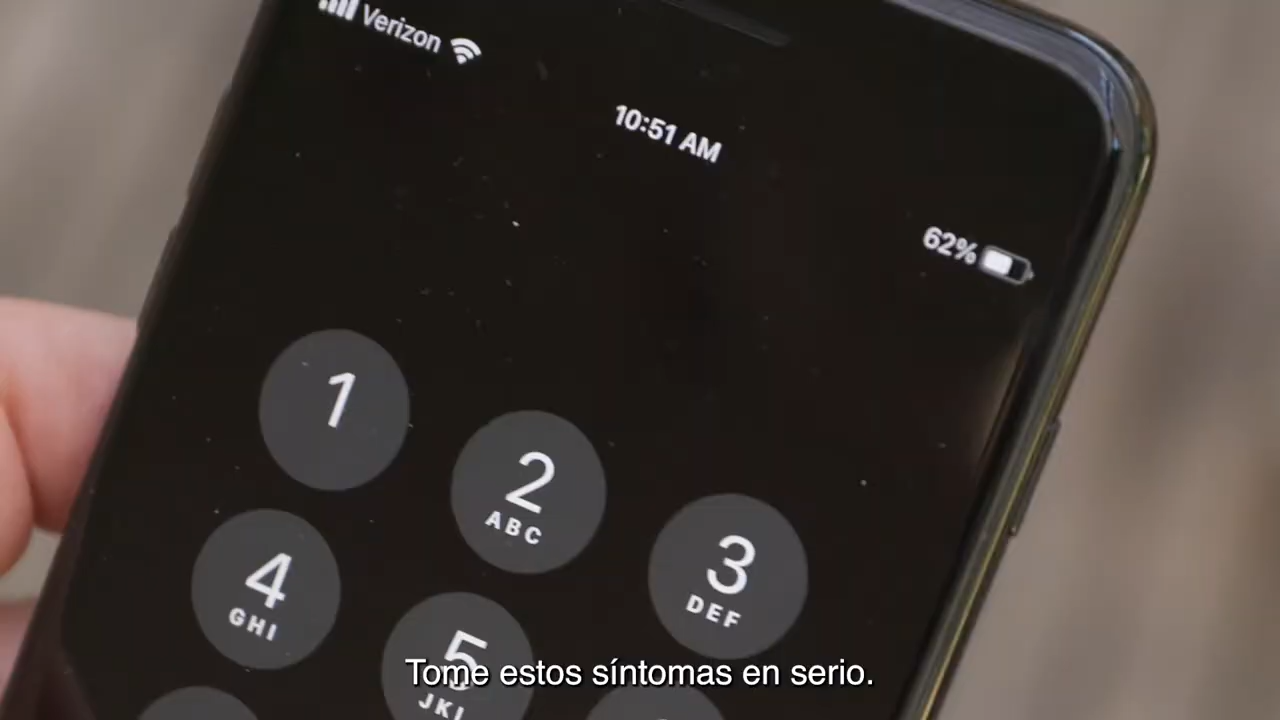 Verizon
10:51 AM
62%
1
2
ABC
3
DEF
4
GHI
5
JKL
Tome estos síntomas en serio.